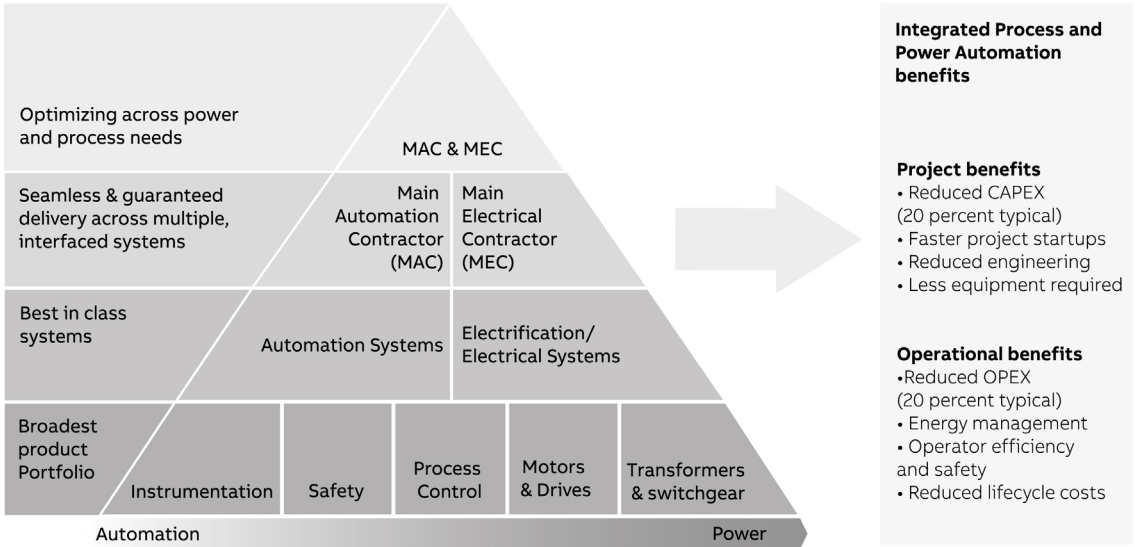 Optimizing across power
and process needs
MAC & MEC
Seamless & guaranteed
delivery across multiple,
interfaced systems
Main
Automation
Contractor
(MAC)
Main
Electrical
Contractor
(MEC)
Best in class
systems
Automation Systems
Electrification/
Electrical Systems
Broadest
product
Portfolio
Instrumentation
Safety
Process
Control
Motors
& Drives
Transformers
& switchgear
Automation
Power
Integrated Process and
Power Automation
benefits
Project benefits
• Reduced CAPEX
(20 percent typical)
• Faster project startups
• Reduced engineering
• Less equipment required
Operational benefits
•Reduced OPEX
(20 percent typical)
• Energy management
• Operator efficiency
and safety
• Reduced lifecycle costs